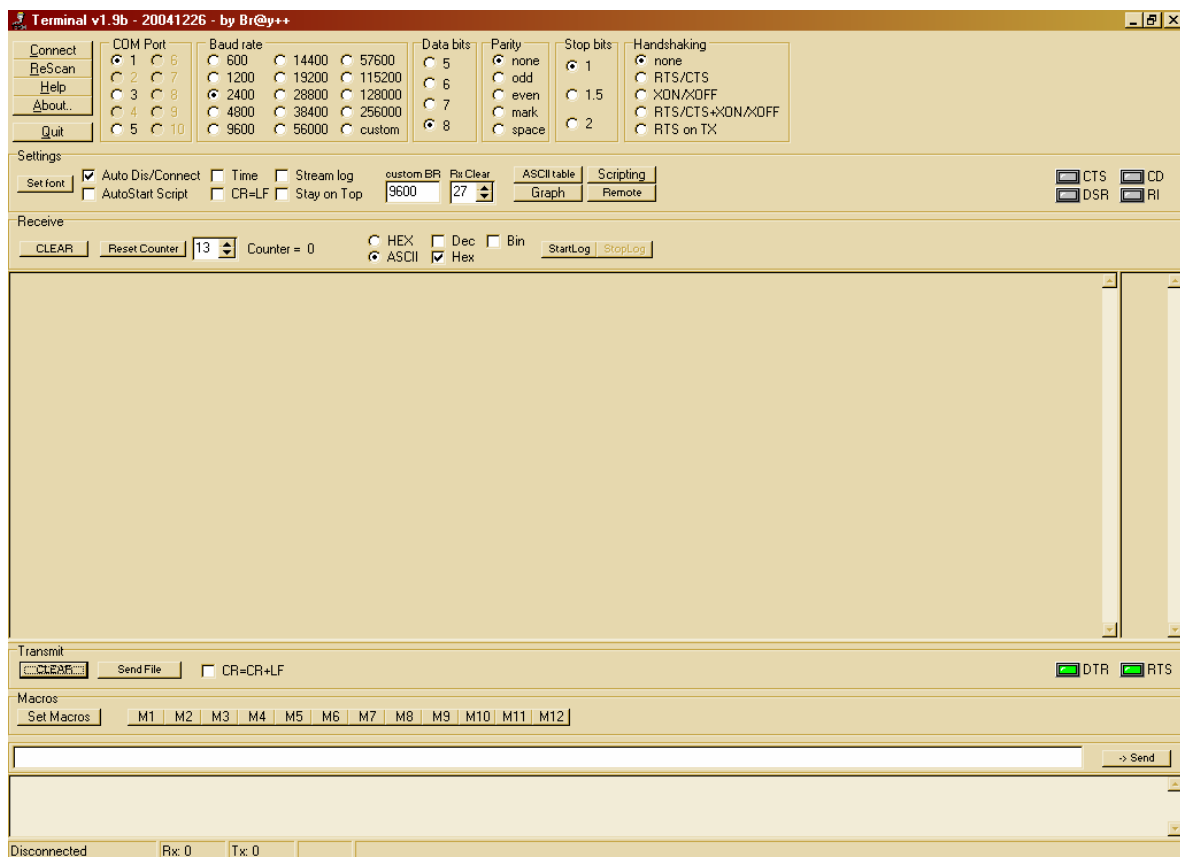 Terminal v1.9b - 20041226 - by Br@y++
Connect
ReScan
Help
About..
Quit
COM Port
1 6
2 7
3 8
4 9
5 10
Baud rate
600 14400 57600
1200 19200 115200
2400 28800 128000
4800 38400 256000
9600 56000 custom
Data bits
5
6
7
8
Parity
none
odd
even
mark
space
Stop bits
1
1.5
2
Handshaking
none
RTS/CTS
XON/XOFF
RTS/CTS+XON/XOFF
RTS on TX
Settings
Set font
Auto Dis/Connect Time Stream log
AutoStart Script CR=LF Stay on Top
custom BR Rx Clear
9600 27
ASCII table Scripting
Graph Remote
CTS CD
DSR RI
Receive
CLEAR Reset Counter 13 Counter = 0
HEX Dec Bin
ASCII Hex
StartLog StopLog
Transmit
CLEAR Send File CR=CR+LF DTR RTS
Macros
Set Macros M1 M2 M3 M4 M5 M6 M7 M8 M9 M10 M11 M12
-> Send
Disconnected Rx: 0 Tx: 0